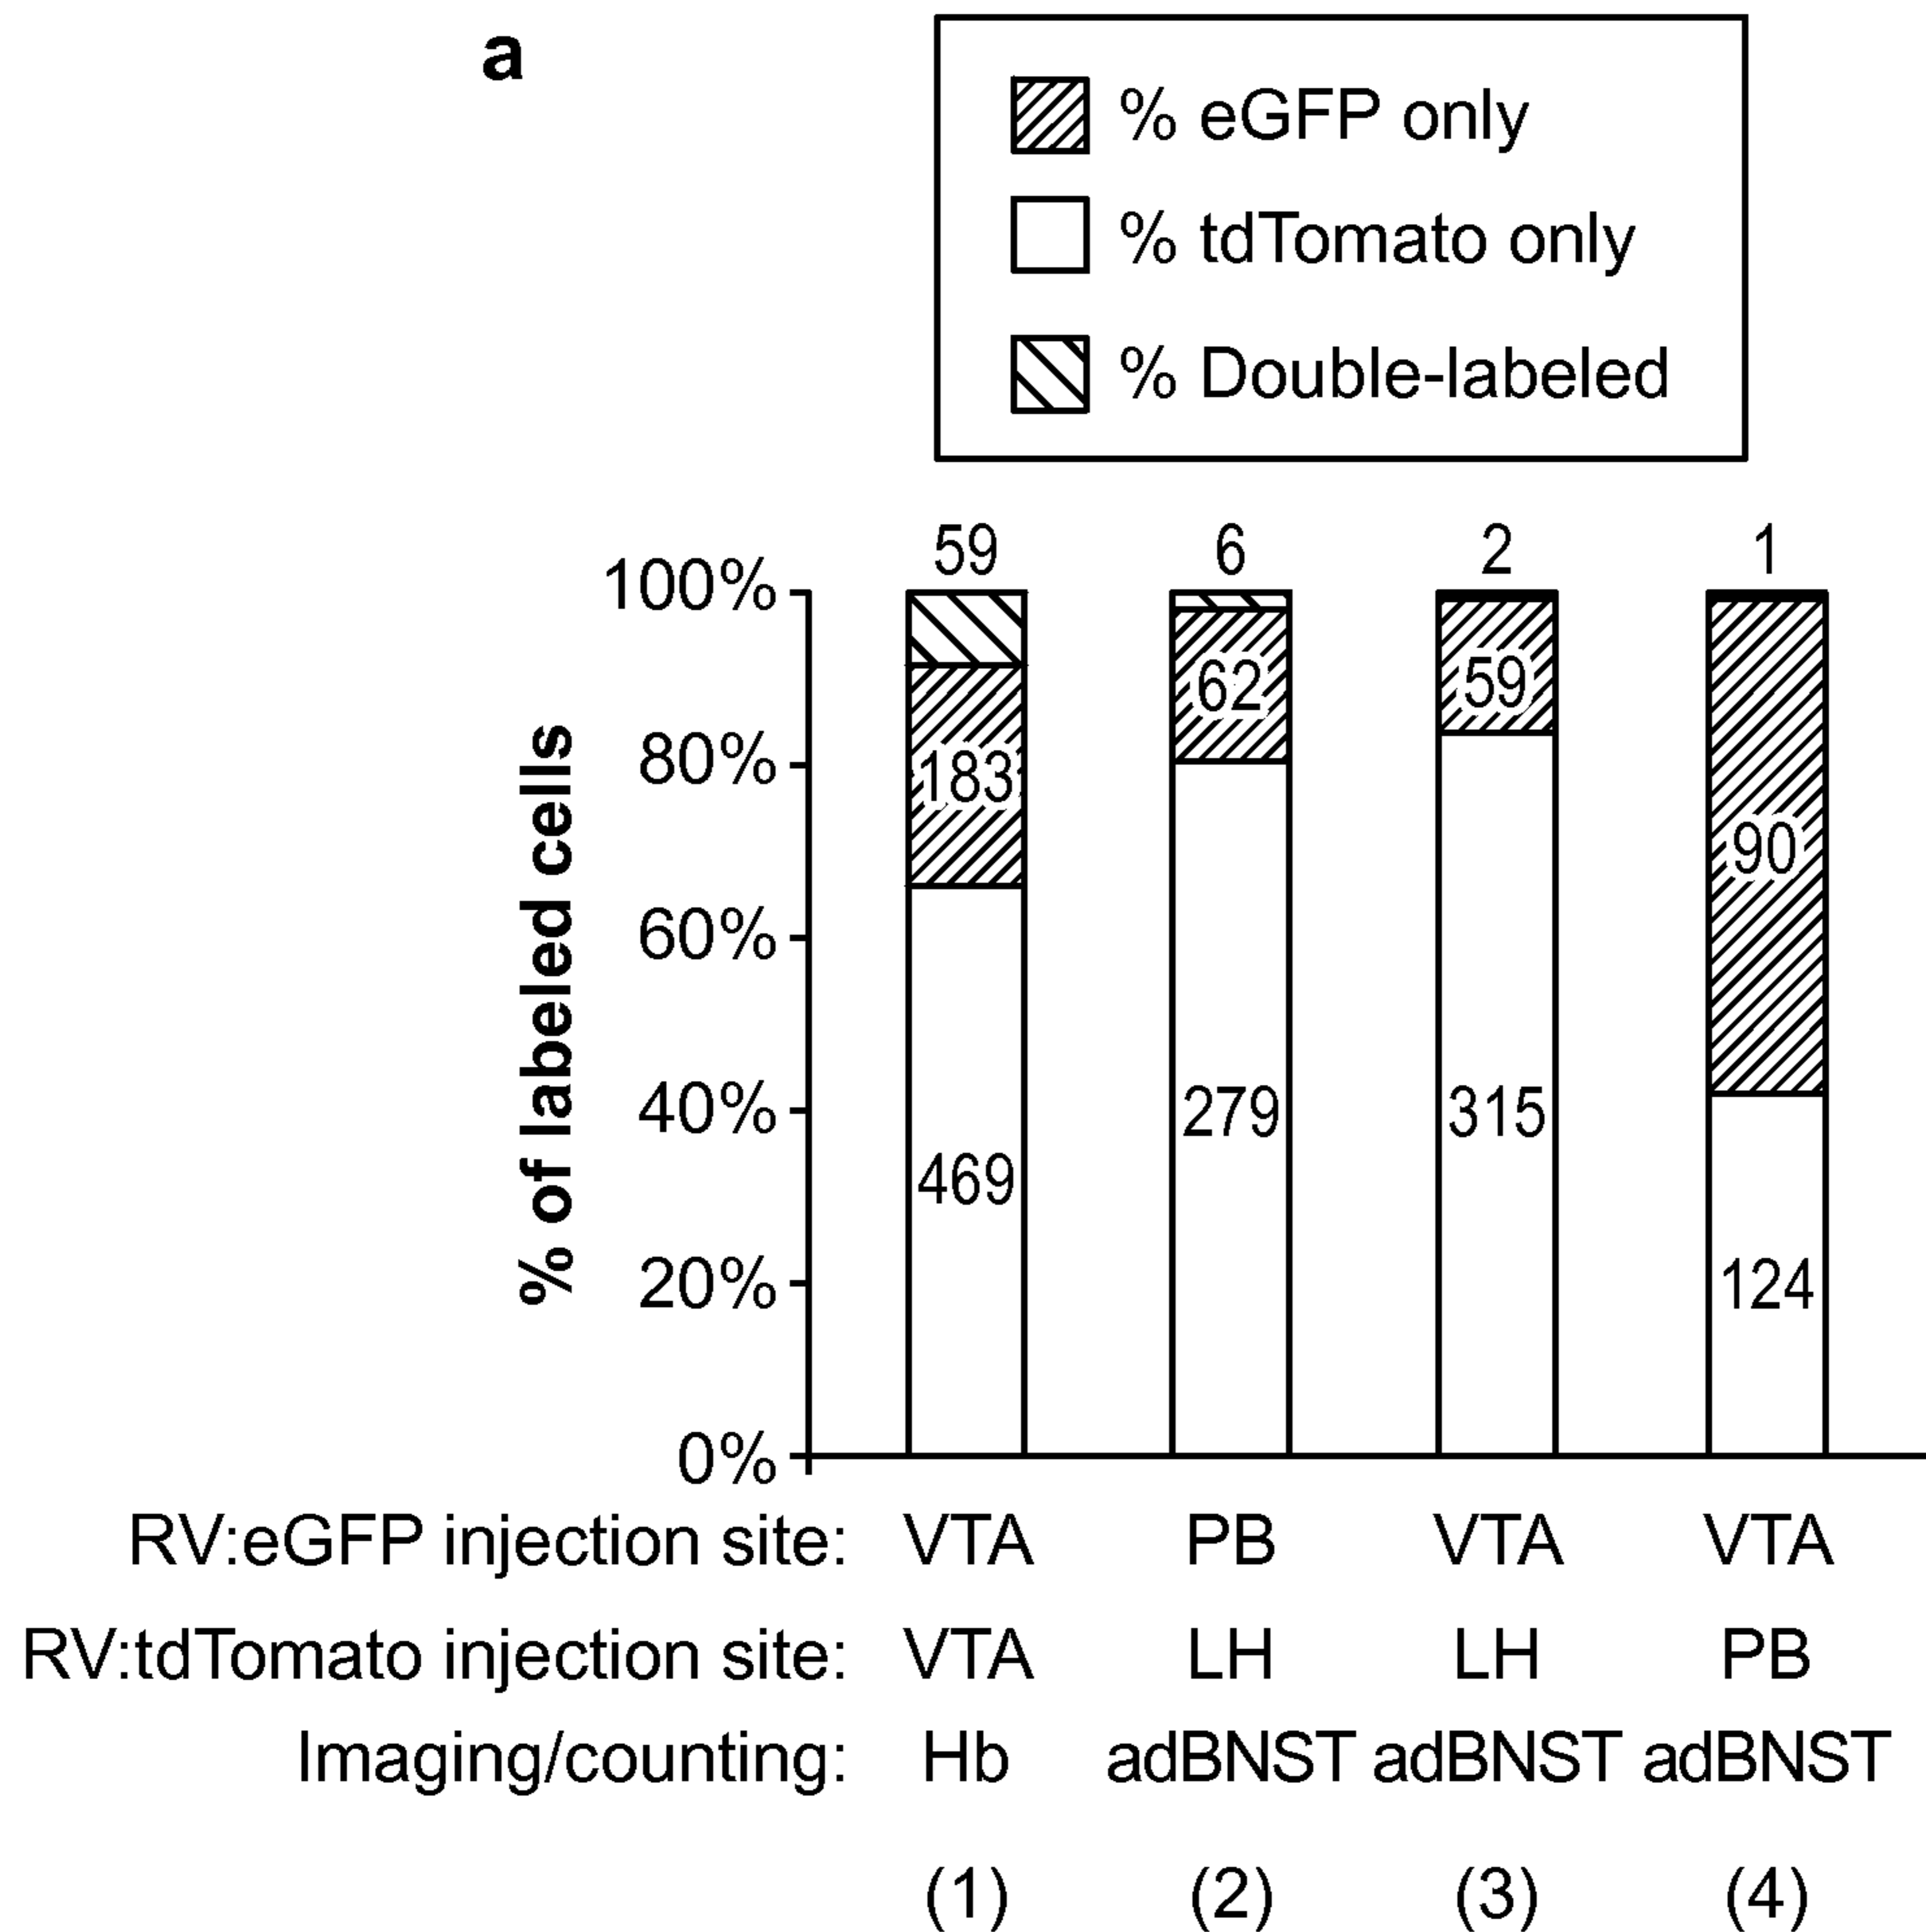 a
% eGFP only
% tdTomato only
% Double-labeled
59 6 2 1
100%
80%
60%
40%
20%
0%
% of labeled cells
183 62 59 90
469 279 315 124
RV:eGFP injection site: VTA PB VTA VTA
RV:tdTomato injection site: VTA LH LH PB
Imaging/counting: Hb adBNST adBNST adBNST
(1) (2) (3) (4)